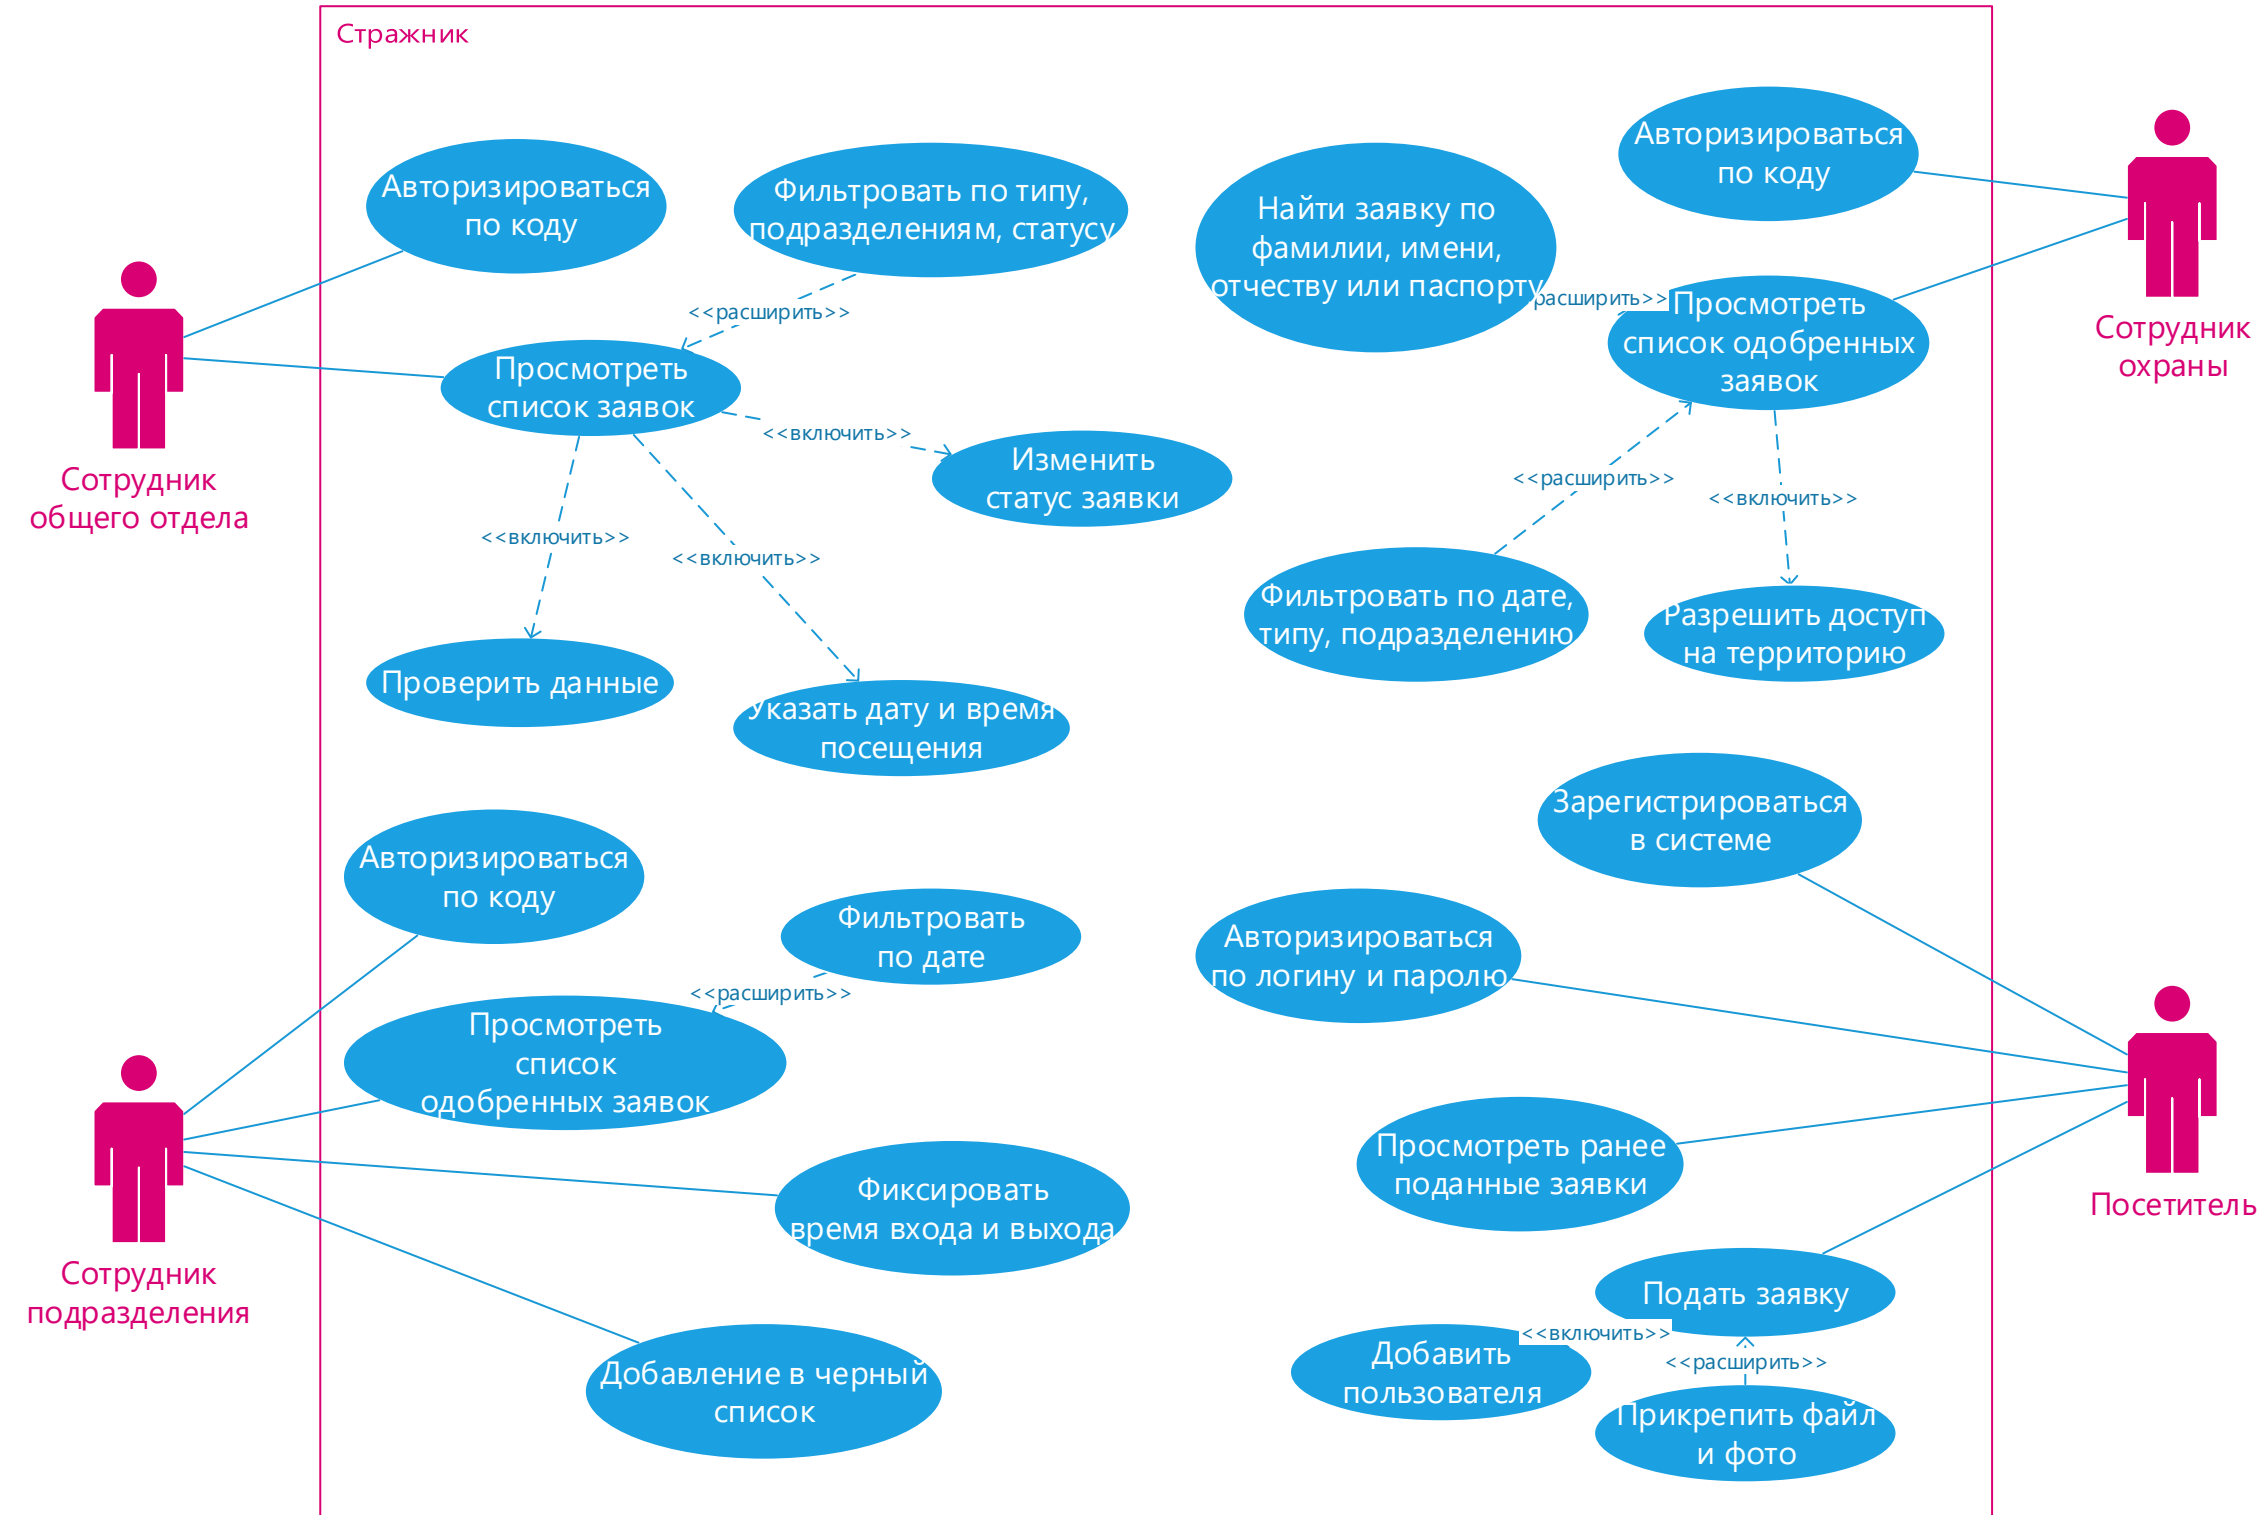 Стражник
Авторизироваться
по коду
Фильтровать по типу,
подразделениям, статусу
Найти заявку по
фамилии, имени,
отчеству или паспорту
Авторизироваться
по коду
<<расширить>>
расширить>>
Просмотреть
список одобренных
заявок
Сотрудник
охраны
Просмотреть
список заявок
<<включить>>
Изменить
статус заявки
Сотрудник
общего отдела
<<расширить>>
<<включить>>
<<включить>>
<<включить>>
Фильтровать по дате,
типу, подразделению
Разрешить доступ
на территорию
Проверить данные
Указать дату и время
посещения
Зарегистрироваться
в системе
Авторизироваться
по коду
Фильтровать
по дате
Авторизироваться
по логину и паролю
<<расширить>>
Просмотреть
список
одобренных заявок
Просмотреть ранее
поданные заявки
Посетитель
Фиксировать
время входа и выхода
Сотрудник
подразделения
Подать заявку
<<включить>>
Добавить
пользователя
<<расширить>>
Добавление в черный
список
Прикрепить файл
и фото